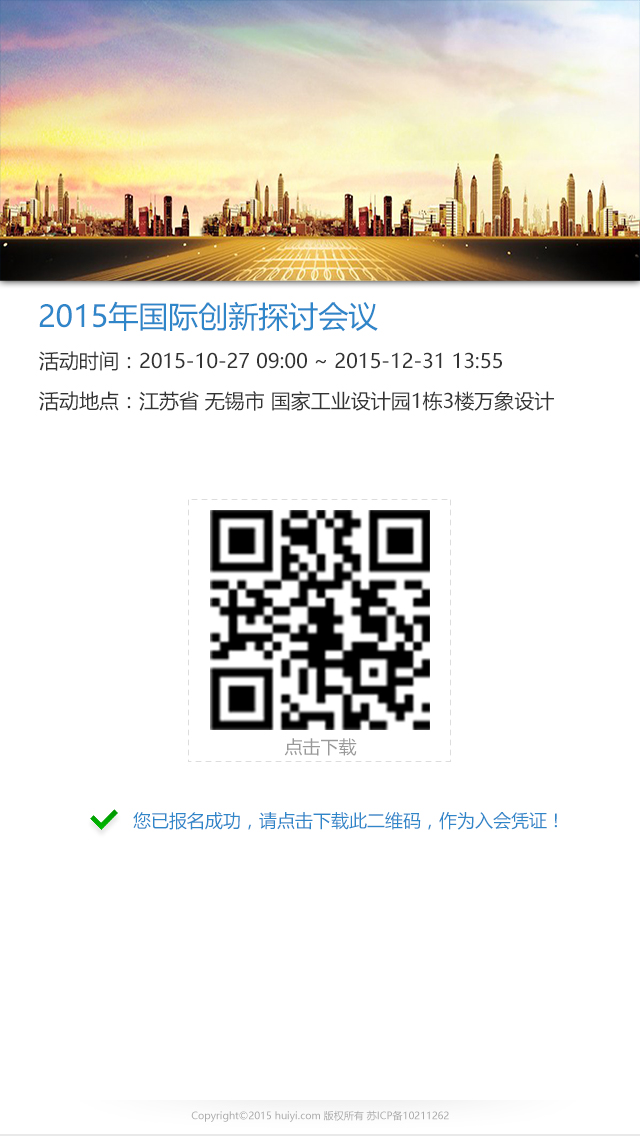 2015年国际创新探讨会议
活动时间：2015-10-27 09:00 ~ 2015-12-31 13:55
活动地点：江苏省 无锡市 国家工业设计园1栋3楼万象设计
点击下载
您已报名成功，请点击下载此二维码，作为入会凭证！
Copyright©2015 huiyi.com 版权所有 苏ICP备10211262